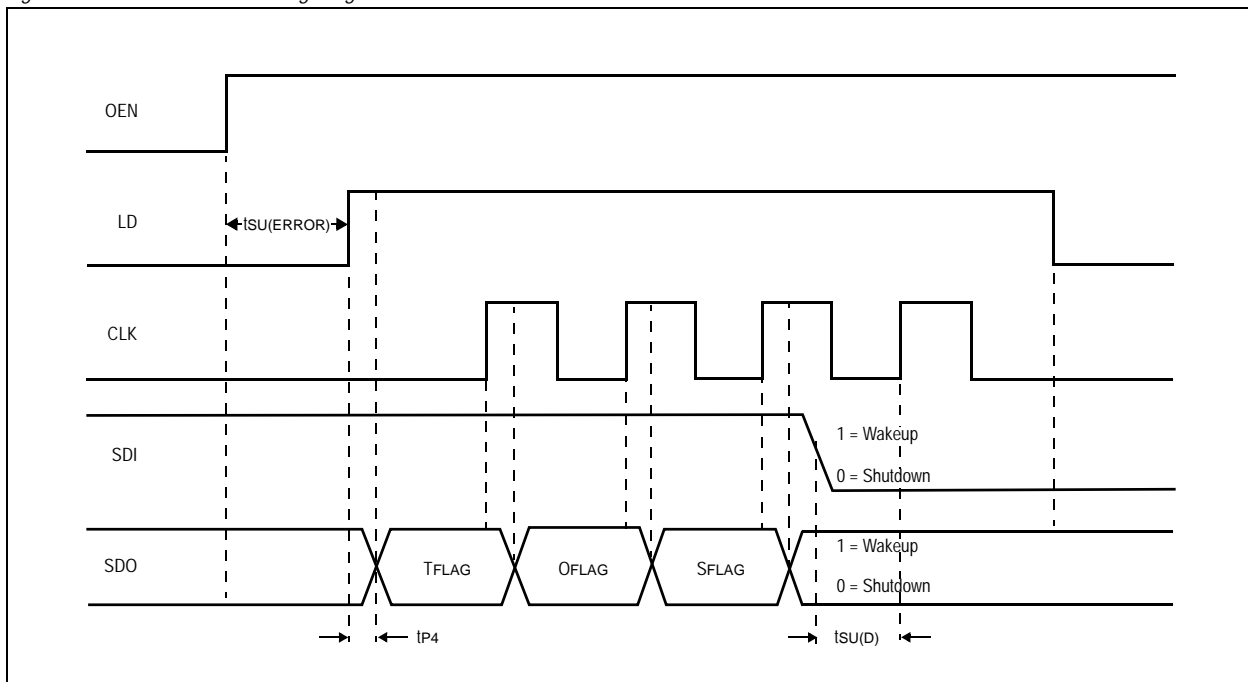 OEN
LD
tSU(ERROR)
CLK
SDI
1 = Wakeup
0 = Shutdown
SDO
TFLAG
OFLAG
SFLAG
1 = Wakeup
0 = Shutdown
tP4
tSU(D)